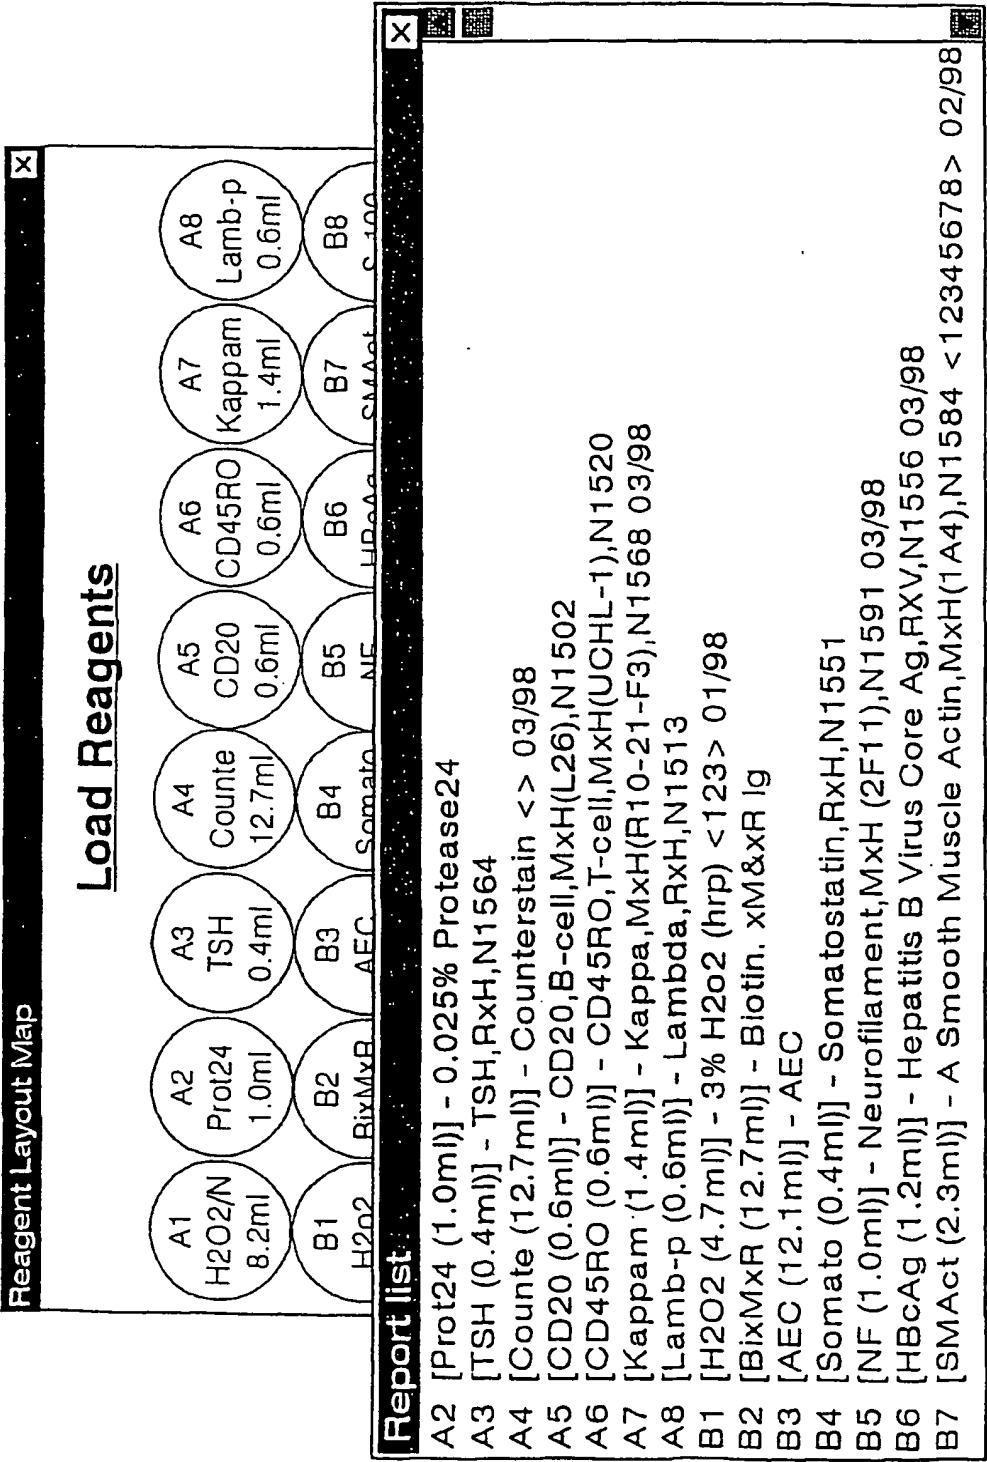 Reagent Layout Map
Load Reagents
A1
H2O2/N
8.2ml
A2
Prot24
1.0ml
A3
TSH
0.4ml
A4
Counte
12.7ml
A5
CD20
0.6ml
A6
CD45RO
0.6ml
A7
Kappam
1.4ml
A8
Lamb-p
0.6ml
B1
H2o2
B2
BixMxR
B3
AEC
B4
Somato
B5
NF
B6
HBcAg
B7
SMAct
B8
S-100
Report list
A2 [Prot24 (1.0ml)] - 0.025% Protease24
A3 [TSH (0.4ml)] - TSH,RxH,N1564
A4 [Counte (12.7ml)] - Counterstain <> 03/98
A5 [CD20 (0.6ml)] - CD20,B-cell,MxH(L26),N1502
A6 [CD45RO (0.6ml)] - CD45RO,T-cell,MxH(UCHL-1),N1520
A7 [Kappam (1.4ml)] - Kappa,MxH(R10-21-F3),N1568 03/98
A8 [Lamb-p (0.6ml)] - Lambda,RxH,N1513
B1 [H2O2 (4.7ml)] - 3% H2o2 (hrp) <123> 01/98
B2 [BixMxR (12.7ml)] - Biotin. xM&xR Ig
B3 [AEC (12.1ml)] - AEC
B4 [Somato (0.4ml)] - Somatostatin,RxH,N1551
B5 [NF (1.0ml)] - Neurofilament,MxH (2F11),N1591 03/98
B6 [HBcAg (1.2ml)] - Hepatitis B Virus Core Ag,RXV,N1556 03/98
B7 [SMAct (2.3ml)] - A Smooth Muscle Actin,MxH(1A4),N1584 <12345678> 02/98